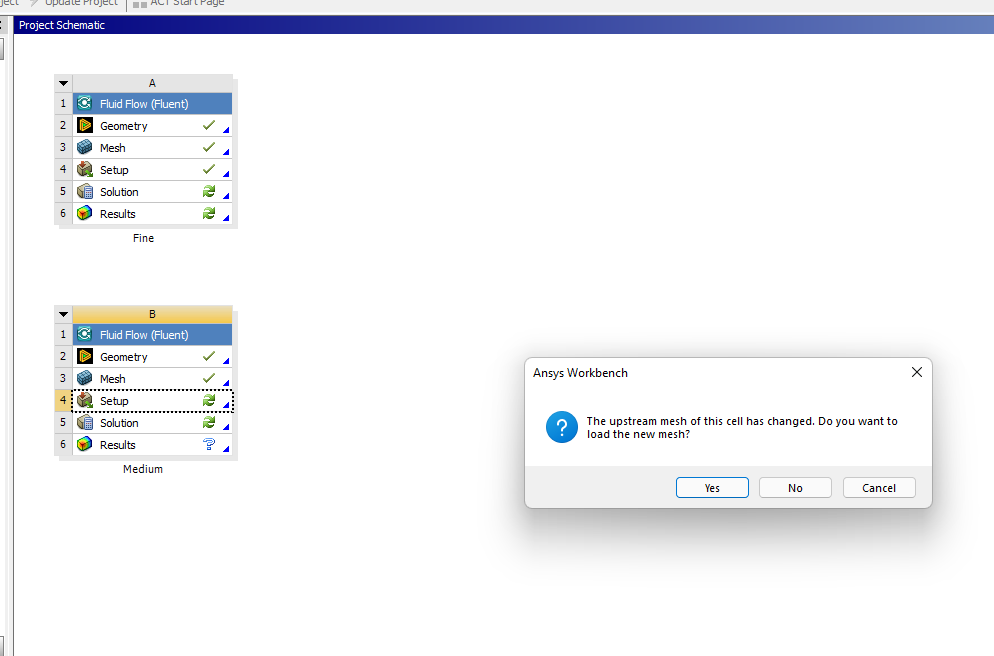 ject Update Project ACT Start Page
Project Schematic
A
1 Fluid Flow (Fluent)
2 Geometry
3 Mesh
4 Setup
5 Solution
6 Results
Fine
B
1 Fluid Flow (Fluent)
2 Geometry
3 Mesh
4 Setup
5 Solution
6 Results ?
Medium
Ansys Workbench
?
The upstream mesh of this cell has changed. Do you want to
load the new mesh?
Yes No Cancel